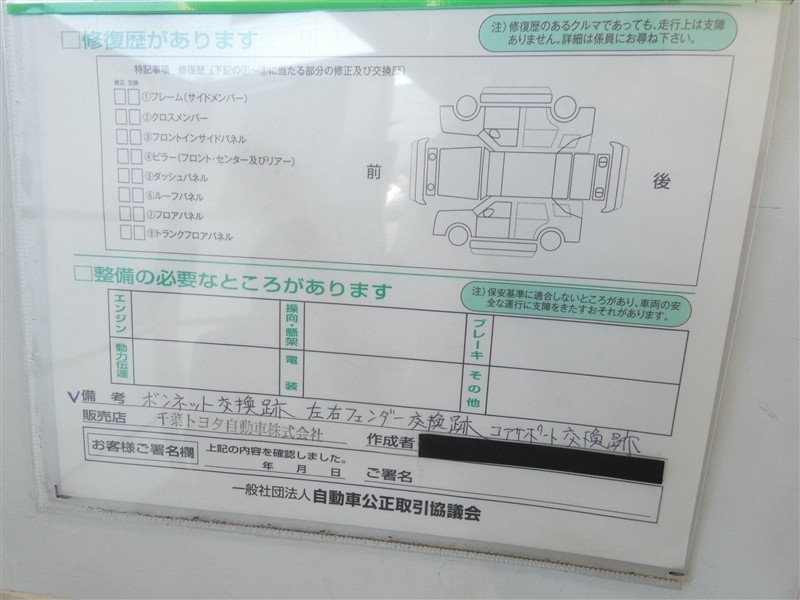 □修復歴があります
注)修復歴のあるクルマであっても、走行上は支障
ありません。詳細は係員にお尋ね下さい。
特記事項 修復歴(下記の①〜⑧に当たる部分の修正及び交換歴)
修正 交換
①フレーム(サイドメンバー)
②クロスメンバー
③フロントインサイドパネル
④ピラー(フロント・センター及びリアー)
⑤ダッシュパネル
⑥ルーフパネル
⑦フロアパネル
⑧トランクフロアパネル
前
後
□整備の必要なところがあります
注)保安基準に適合しないところがあり、車両の安
全な運行に支障をきたすおそれがあります。
エンジン
操向・懸架
ブレーキ
動力伝達
電装
その他
備考 ボンネット交換跡 左右フェンダー交換跡 コアサポート交換跡
販売店 千葉トヨタ自動車株式会社 作成者
お客様ご署名欄
上記の内容を確認しました。
年 月 日 ご署名
一般社団法人 自動車公正取引協議会